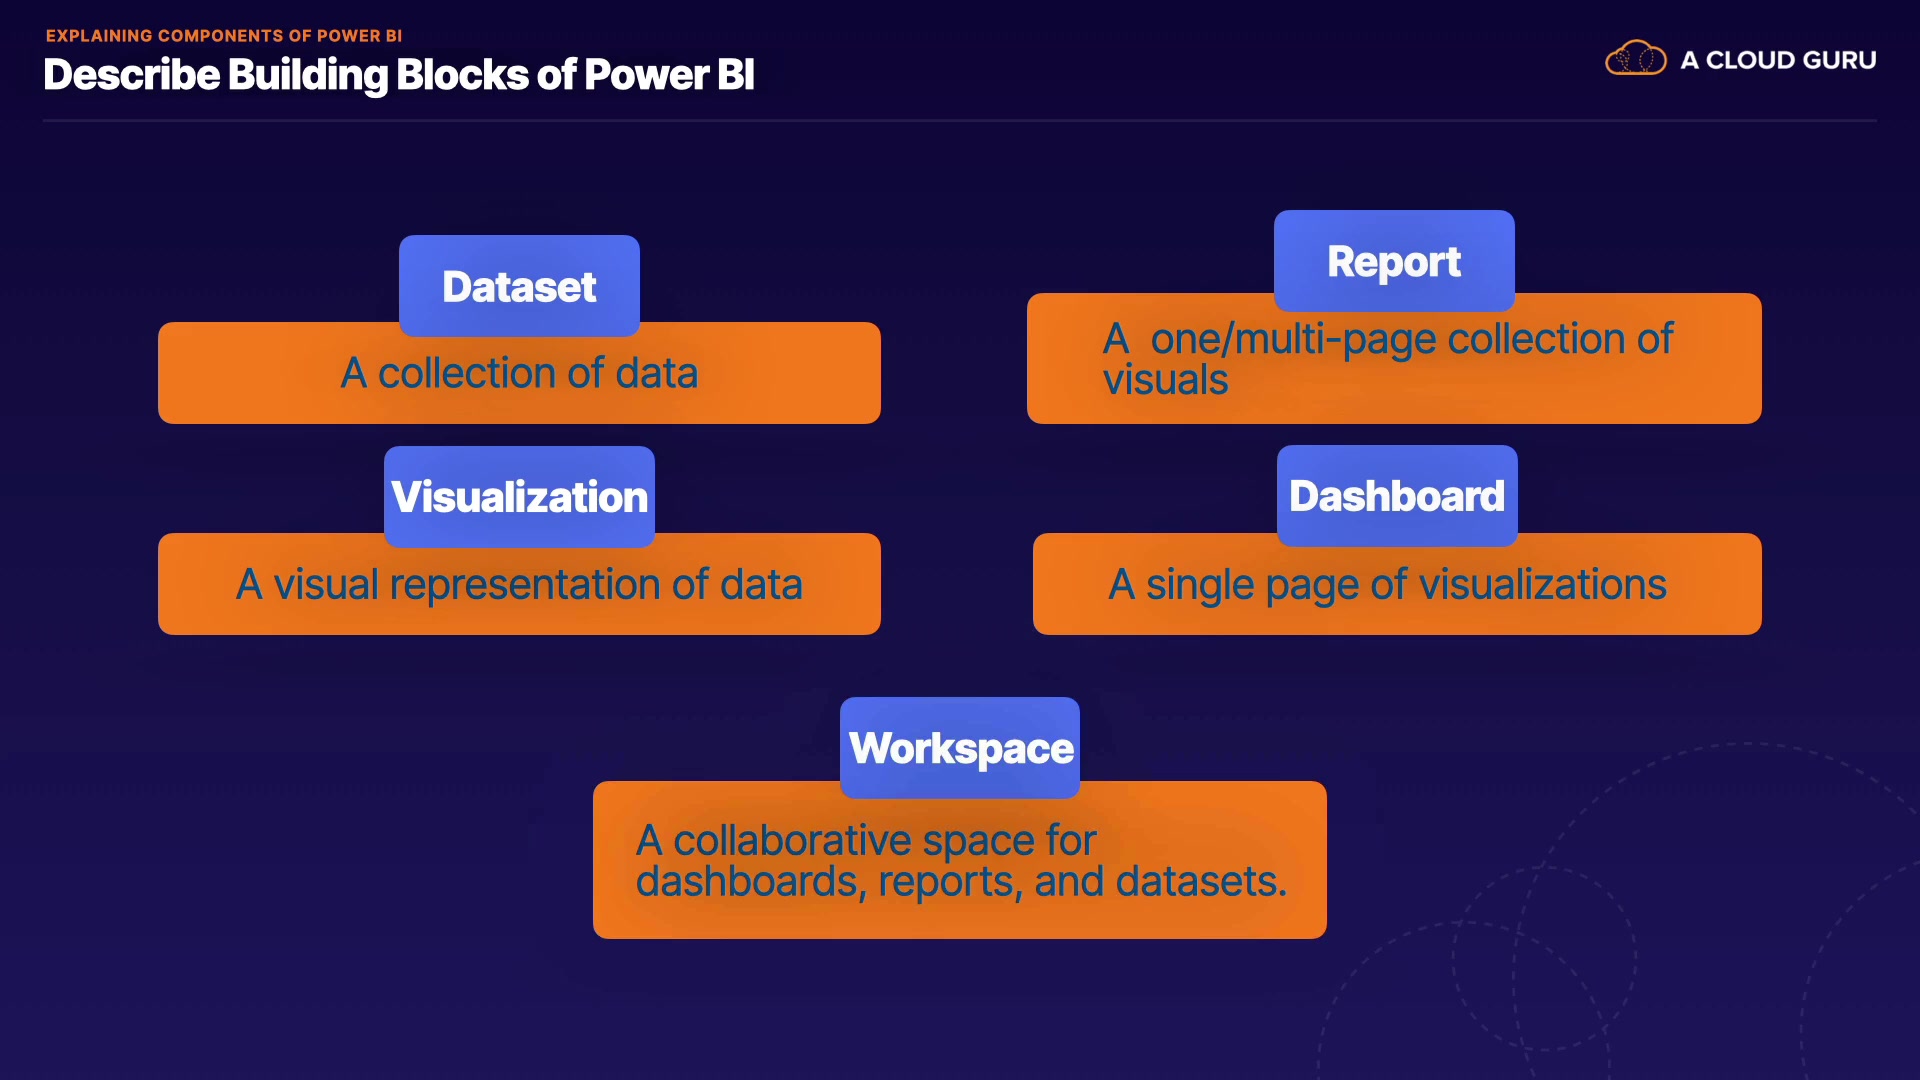 EXPLAINING COMPONENTS OF POWER BI
Describe Building Blocks of Power BI
A CLOUD GURU
Dataset
A collection of data
Report
A one/multi-page collection of
visuals
Visualization
A visual representation of data
Dashboard
A single page of visualizations
Workspace
A collaborative space for
dashboards, reports, and datasets.